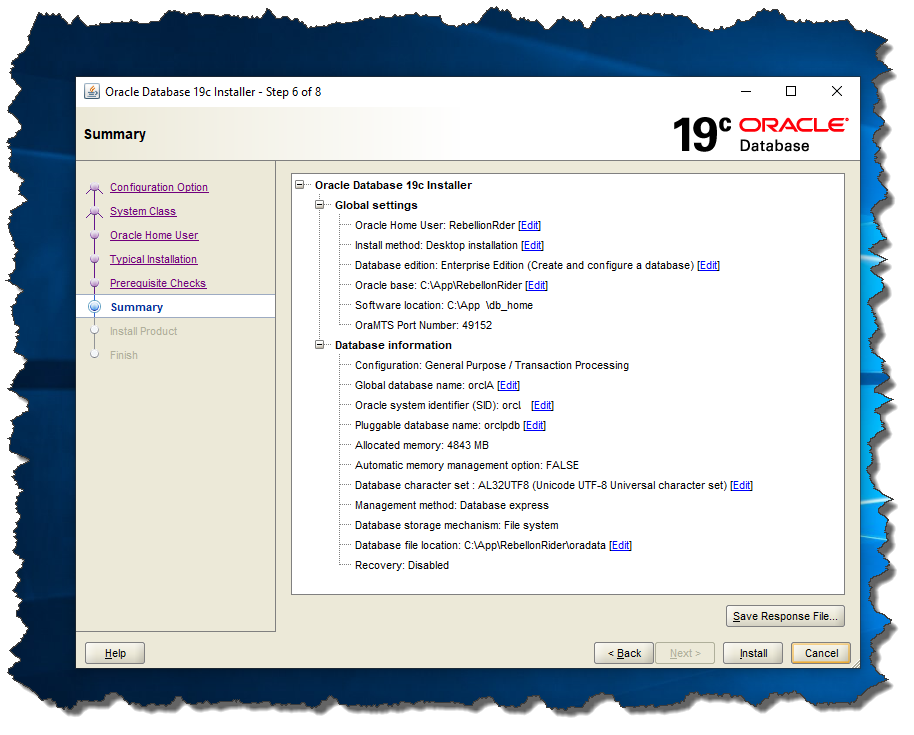 Oracle Database 19c Installer - Step 6 of 8
Summary
19c ORACLE
Database
Configuration Option
System Class
Oracle Home User
Typical Installation
Prerequisite Checks
Summary
Install Product
Finish
Oracle Database 19c Installer
Global settings
Oracle Home User: RebellionRder [Edit]
Install method: Desktop installation [Edit]
Database edition: Enterprise Edition (Create and configure a database) [Edit]
Oracle base: C:\App\RebellonRider [Edit]
Software location: C:\App \db_home
OraMTS Port Number: 49152
Database information
Configuration: General Purpose / Transaction Processing
Global database name: orclA [Edit]
Oracle system identifier (SID): orcl [Edit]
Pluggable database name: orclpdb [Edit]
Allocated memory: 4843 MB
Automatic memory management option: FALSE
Database character set : AL32UTF8 (Unicode UTF-8 Universal character set) [Edit]
Management method: Database express
Database storage mechanism: File system
Database file location: C:\App\RebellonRider\oradata [Edit]
Recovery: Disabled
Save Response File...
Help
< Back
Next >
Install
Cancel